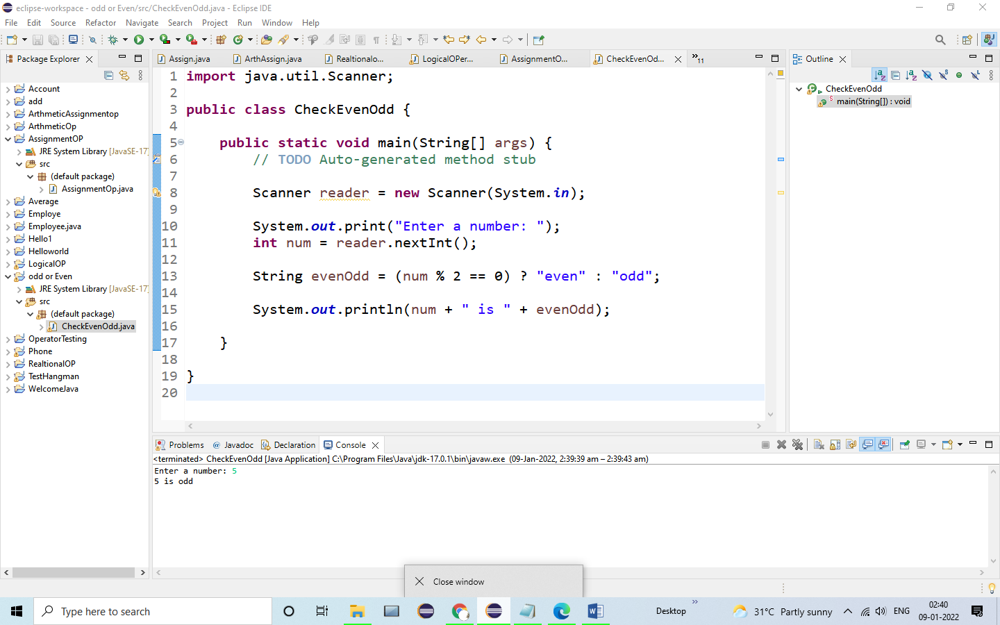 eclipse-workspace - odd or Even/src/CheckEvenOdd.java - Eclipse IDE
File Edit Source Refactor Navigate Search Project Run Window Help
Package Explorer
Account
add
ArthmeticAssignmentop
ArthmeticOp
AssignmentOP
JRE System Library [JavaSE-17]
src
(default package)
AssignmentOp.java
Average
Employe
Employee.java
Hello1
Helloworld
LogicalOP
odd or Even
JRE System Library [JavaSE-17]
src
(default package)
CheckEvenOdd.java
OperatorTesting
Phone
RealtionalOP
TestHangman
WelcomeJava
Assign.java ArthAssign.java Realtionalo... LogicalOPer... AssignmentO... CheckEvenOd... »11
1 import java.util.Scanner;
2
3 public class CheckEvenOdd {
4
5 public static void main(String[] args) {
6 // TODO Auto-generated method stub
7
8 Scanner reader = new Scanner(System.in);
9
10 System.out.print("Enter a number: ");
11 int num = reader.nextInt();
12
13 String evenOdd = (num % 2 == 0) ? "even" : "odd";
14
15 System.out.println(num + " is " + evenOdd);
16
17 }
18
19 }
20
Outline
CheckEvenOdd
main(String[]) : void
Problems Javadoc Declaration Console
<terminated> CheckEvenOdd [Java Application] C:\Program Files\Java\jdk-17.0.1\bin\javaw.exe (09-Jan-2022, 2:39:39 am – 2:39:43 am)
Enter a number: 5
5 is odd
Close window
Type here to search
Desktop
31°C Partly sunny
ENG
02:40
09-01-2022